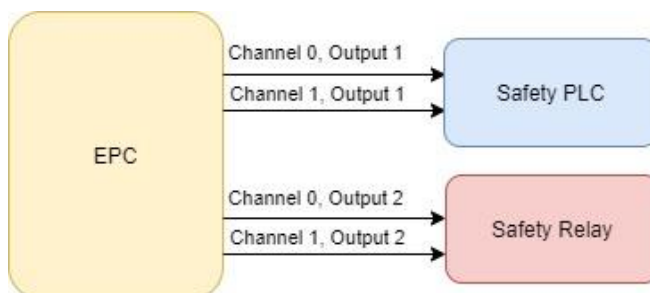 Channel 0, Output 1
Channel 1, Output 1
Safety PLC
EPC
Channel 0, Output 2
Channel 1, Output 2
Safety Relay